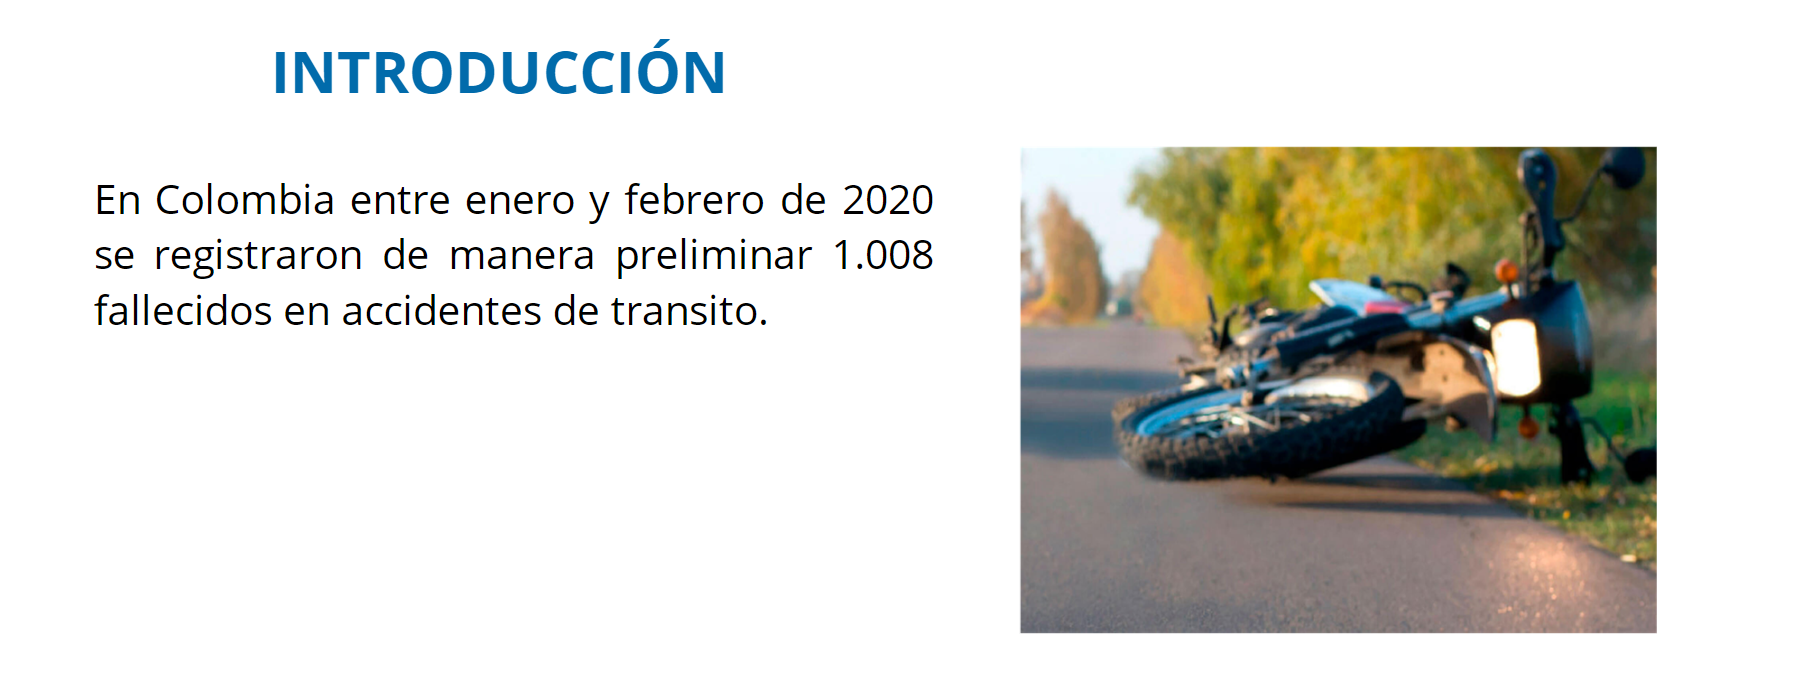 INTRODUCCIÓN
En Colombia entre enero y febrero de 2020
se registraron de manera preliminar 1.008
fallecidos en accidentes de transito.